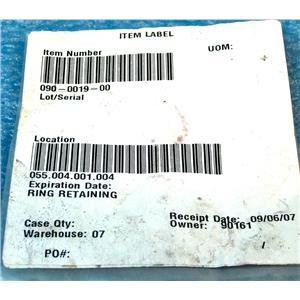 ITEM LABEL
Item Number UOM:
090-0019-00
Lot/Serial
Location
055.004.001.004
Expiration Date:
RING RETAINING
Case Qty: Receipt Date: 09/06/07
Warehouse: 07 Owner: 90161
PO#: /